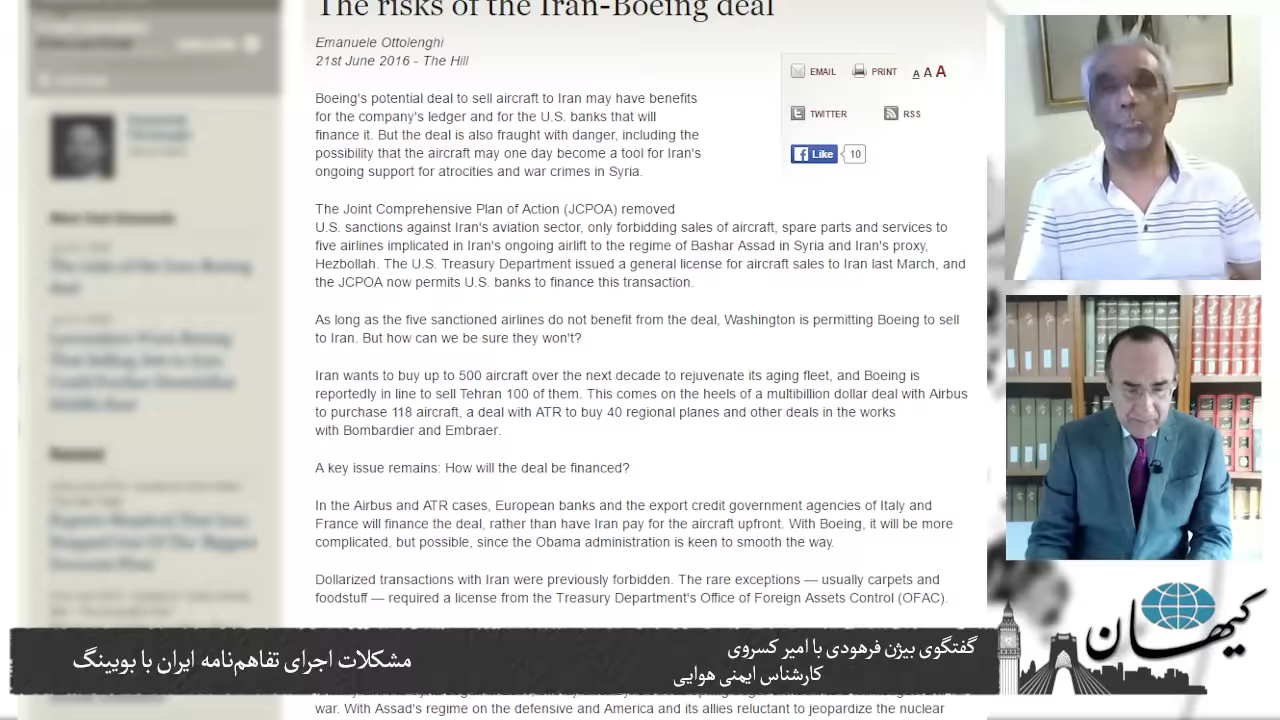 The risks of the Iran-Boeing deal
Emanuele Ottolenghi
21st June 2016 - The Hill
EMAIL
PRINT
A A A
TWITTER
RSS
Like
10
Boeing's potential deal to sell aircraft to Iran may have benefits
for the company's ledger and for the U.S. banks that will
finance it. But the deal is also fraught with danger, including the
possibility that the aircraft may one day become a tool for Iran's
ongoing support for atrocities and war crimes in Syria.
The Joint Comprehensive Plan of Action (JCPOA) removed
U.S. sanctions against Iran's aviation sector, only forbidding sales of aircraft, spare parts and services to
five airlines implicated in Iran's ongoing airlift to the regime of Bashar Assad in Syria and Iran's proxy,
Hezbollah. The U.S. Treasury Department issued a general license for aircraft sales to Iran last March, and
the JCPOA now permits U.S. banks to finance this transaction.
As long as the five sanctioned airlines do not benefit from the deal, Washington is permitting Boeing to sell
to Iran. But how can we be sure they won't?
Iran wants to buy up to 500 aircraft over the next decade to rejuvenate its aging fleet, and Boeing is
reportedly in line to sell Tehran 100 of them. This comes on the heels of a multibillion dollar deal with Airbus
to purchase 118 aircraft, a deal with ATR to buy 40 regional planes and other deals in the works
with Bombardier and Embraer.
A key issue remains: How will the deal be financed?
In the Airbus and ATR cases, European banks and the export credit government agencies of Italy and
France will finance the deal, rather than have Iran pay for the aircraft upfront. With Boeing, it will be more
complicated, but possible, since the Obama administration is keen to smooth the way.
Dollarized transactions with Iran were previously forbidden. The rare exceptions — usually carpets and
foodstuff — required a license from the Treasury Department's Office of Foreign Assets Control (OFAC).
گفتگوی بیژن فرهودی با امیر کسروی
کارشناس ایمنی هوایی
مشکلات اجرای تفاهم‌نامه ایران با بویینگ
کیهان
war. With Assad's regime on the defensive and America and its allies reluctant to jeopardize the nuclear